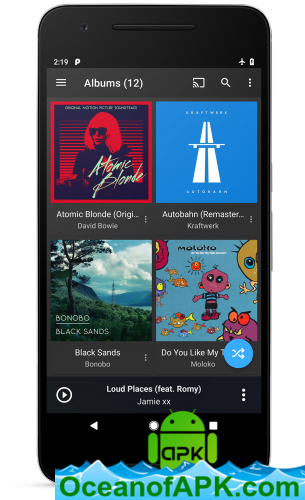 2:19
Albums (12)
ORIGINAL MOTION PICTURE SOUNDTRACK
Atomic
Blonde
KRAFTWERK
AUTOBAHN
Atomic Blonde (Origi...
David Bowie
Autobahn (Remaster...
Kraftwerk
BONOBO
BLACK SANDS
moloko
Black Sands
Bonobo
Do You Like My T
Moloko
Loud Places (feat. Romy)
Jamie xx
APK
OceanofAPK.com